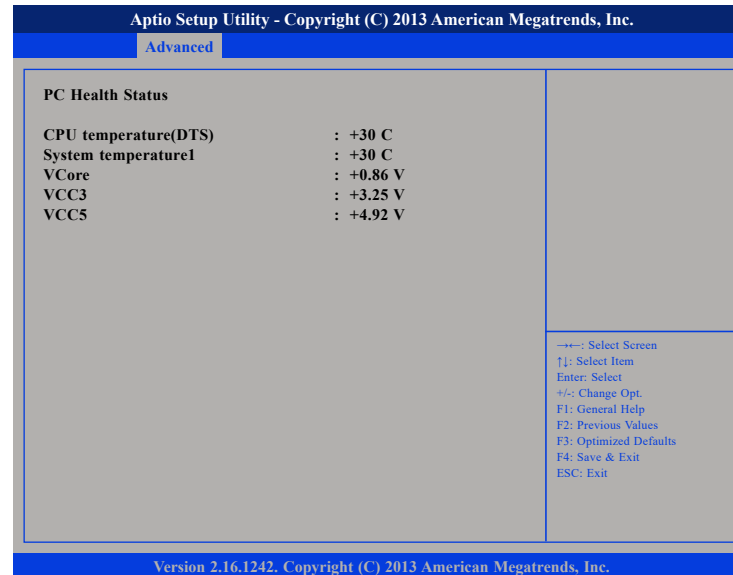 Aptio Setup Utility - Copyright (C) 2013 American Megatrends, Inc.
Advanced
PC Health Status
CPU temperature(DTS) : +30 C
System temperature1 : +30 C
VCore : +0.86 V
VCC3 : +3.25 V
VCC5 : +4.92 V
→←: Select Screen
↑↓: Select Item
Enter: Select
+/-: Change Opt.
F1: General Help
F2: Previous Values
F3: Optimized Defaults
F4: Save & Exit
ESC: Exit
Version 2.16.1242. Copyright (C) 2013 American Megatrends, Inc.